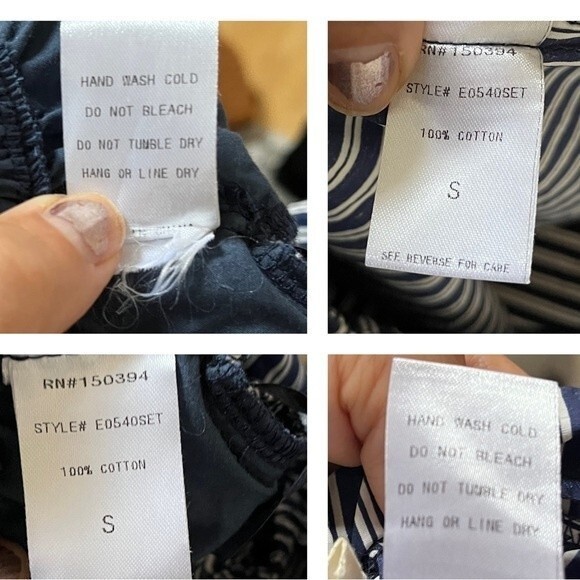 HAND WASH COLD
DO NOT BLEACH
DO NOT TUMBLE DRY
HANG OR LINE DRY
RN#150394
STYLE# E0540SET
100% COTTON
S
SEE REVERSE FOR CARE
RN#150394
STYLE# E0540SET
100% COTTON
S
HAND WASH COLD
DO NOT BLEACH
DO NOT TUMBLE DRY
HANG OR LINE DRY